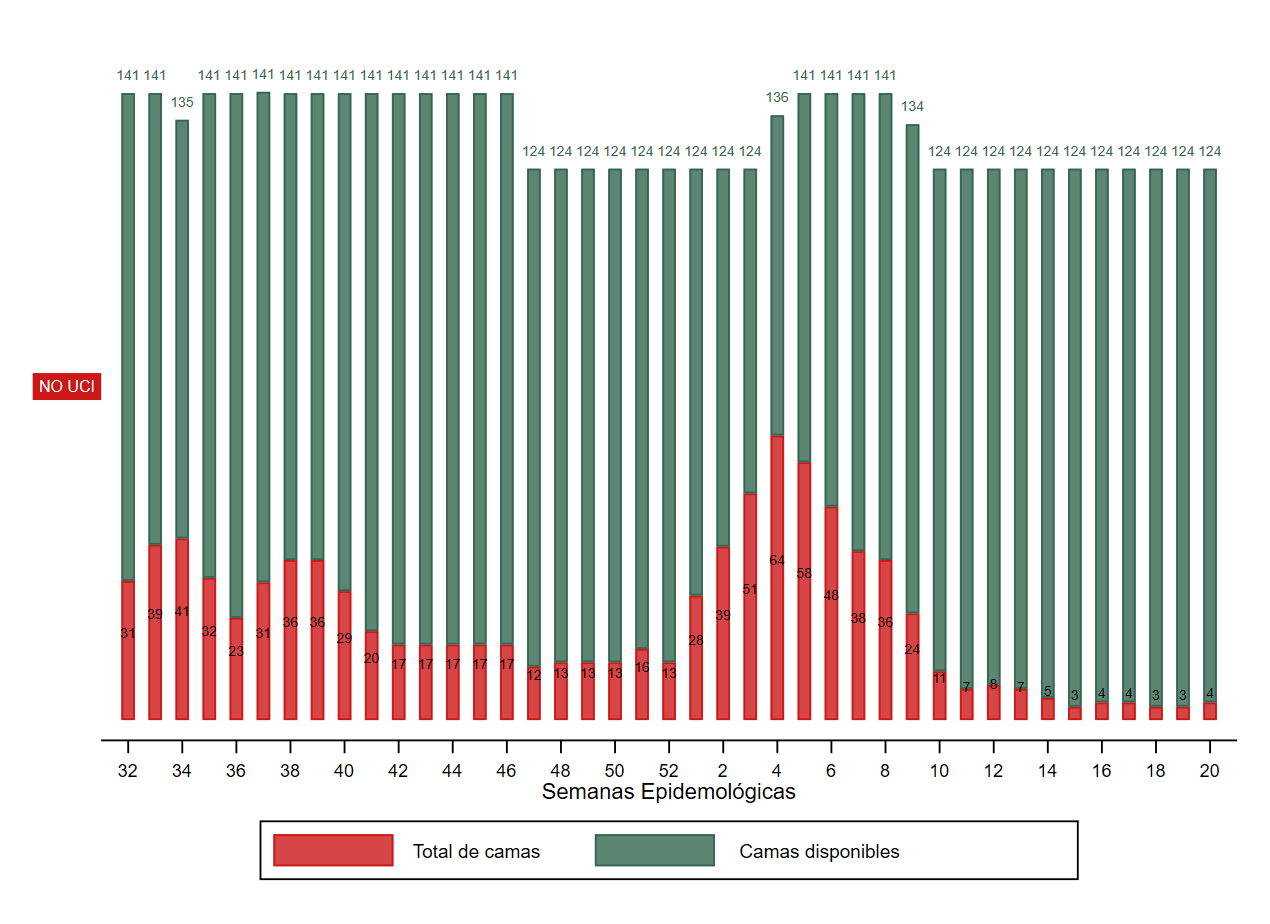 141 141 135 141 141 141 141 141 141 141 141 141 141 141 141 124 124 124 124 124 124 124 124 124 136 141 141 141 141 134 124 124 124 124 124 124 124 124 124 124 124
NO UCI
31 39 41 32 23 31 36 36 29 20 17 17 17 17 17 12 13 13 13 16 13 28 39 51 64 58 48 38 36 24 11 7 8 7 5 3 4 4 3 3 4
32 34 36 38 40 42 44 46 48 50 52 2 4 6 8 10 12 14 16 18 20
Semanas Epidemológicas
Total de camas Camas disponibles